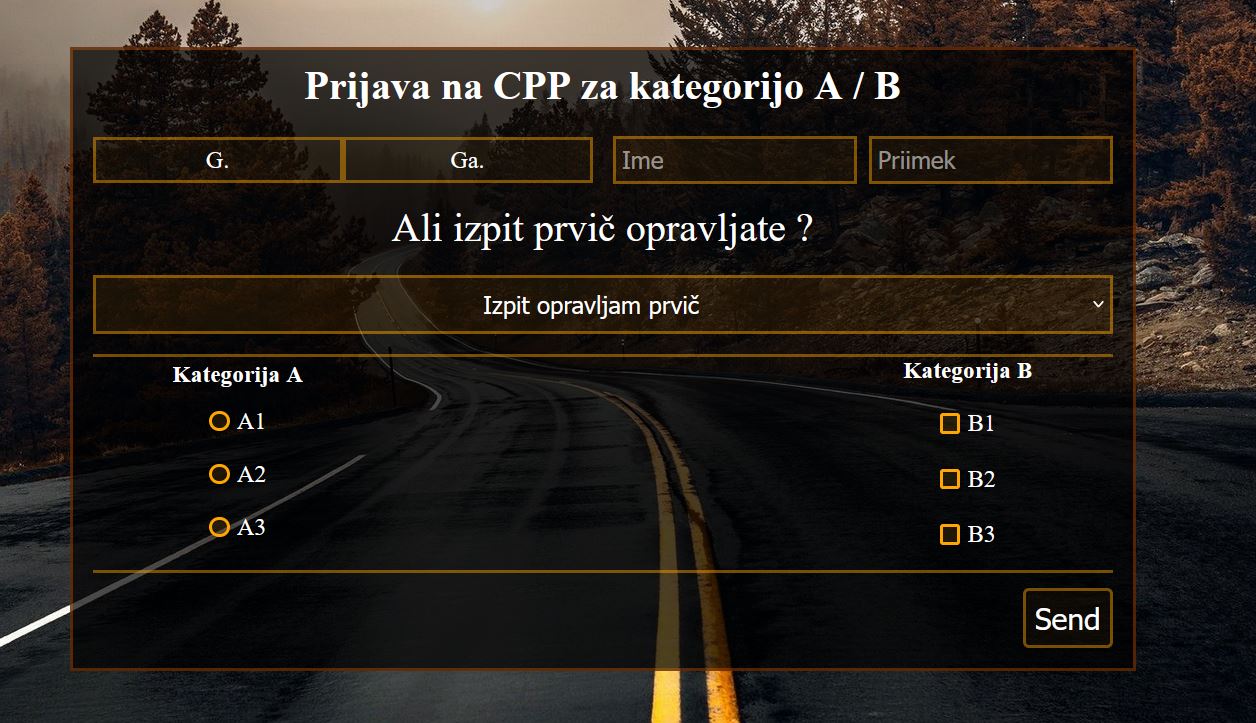 Prijava na CPP za kategorijo A / B
G. Ga. Ime Priimek
Ali izpit prvič opravljate ?
Izpit opravljam prvič
Kategorija A Kategorija B
A1 B1
A2 B2
A3 B3
Send